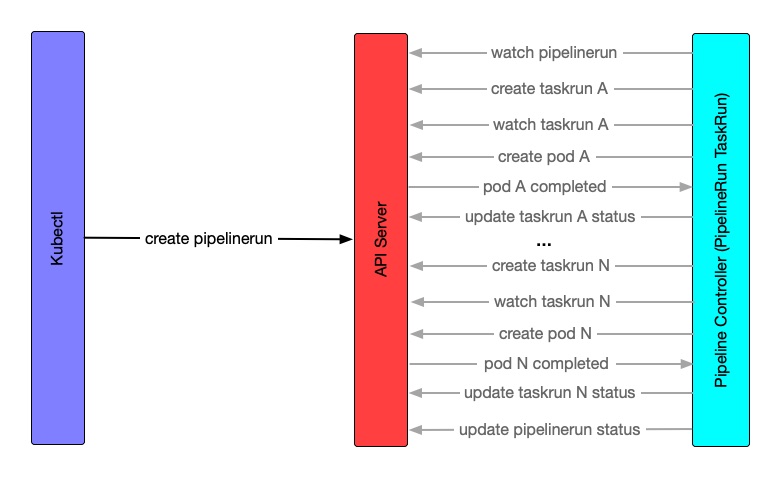 Kubectl
create pipelinerun
API Server
watch pipelinerun
create taskrun A
watch taskrun A
create pod A
pod A completed
update taskrun A status
...
create taskrun N
watch taskrun N
create pod N
pod N completed
update taskrun N status
update pipelinerun status
Pipeline Controller (PipelineRun TaskRun)